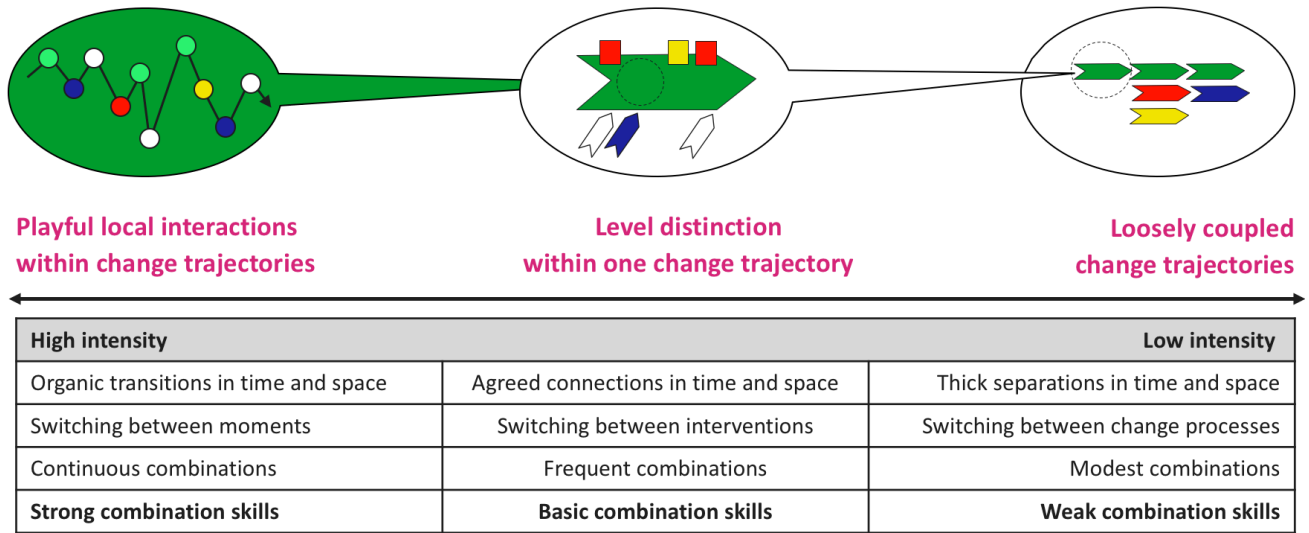 Playful local interactions
within change trajectories
Level distinction
within one change trajectory
Loosely coupled
change trajectories
High intensity Low intensity
Organic transitions in time and space Agreed connections in time and space Thick separations in time and space
Switching between moments Switching between interventions Switching between change processes
Continuous combinations Frequent combinations Modest combinations
Strong combination skills Basic combination skills Weak combination skills